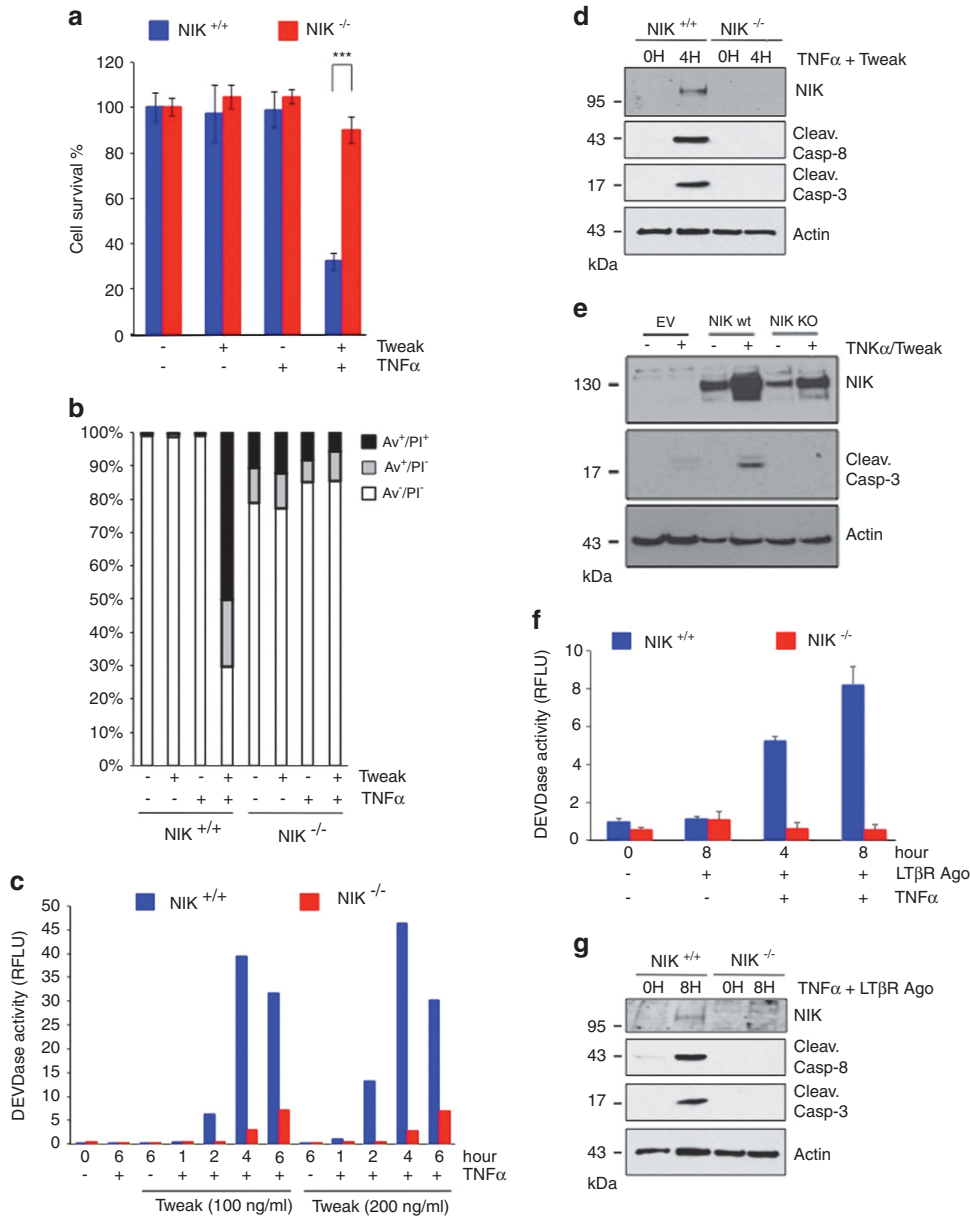 a
NIK +/+ NIK -/-
120
100
80
60
40
20
0
Cell survival %
***
- + - + Tweak
- - + + TNFα
b
100%
90%
80%
70%
60%
50%
40%
30%
20%
10%
0%
Av+/PI+
Av+/PI-
Av-/PI-
- + - + - + - + Tweak
- - + + - - + + TNFα
NIK +/+ NIK -/-
c
NIK +/+ NIK -/-
50
45
40
35
30
25
20
15
10
5
0
DEVDase activity (RFLU)
0 6 6 1 2 4 6 6 1 2 4 6 hour
- + - + + + + - + + + + TNFα
Tweak (100 ng/ml) Tweak (200 ng/ml)
d
NIK +/+ NIK -/-
0H 4H 0H 4H TNFα + Tweak
95 NIK
43 Cleav. Casp-8
17 Cleav. Casp-3
43 Actin
kDa
e
EV NIK wt NIK KO
- + - + - + TNKα/Tweak
130 NIK
17 Cleav. Casp-3
43 Actin
kDa
f
NIK +/+ NIK -/-
10
8
6
4
2
0
DEVDase activity (RFLU)
0 8 4 8 hour
- + + + LTβR Ago
- - + + TNFα
g
NIK +/+ NIK -/-
0H 8H 0H 8H TNFα + LTβR Ago
95 NIK
43 Cleav. Casp-8
17 Cleav. Casp-3
43 Actin
kDa